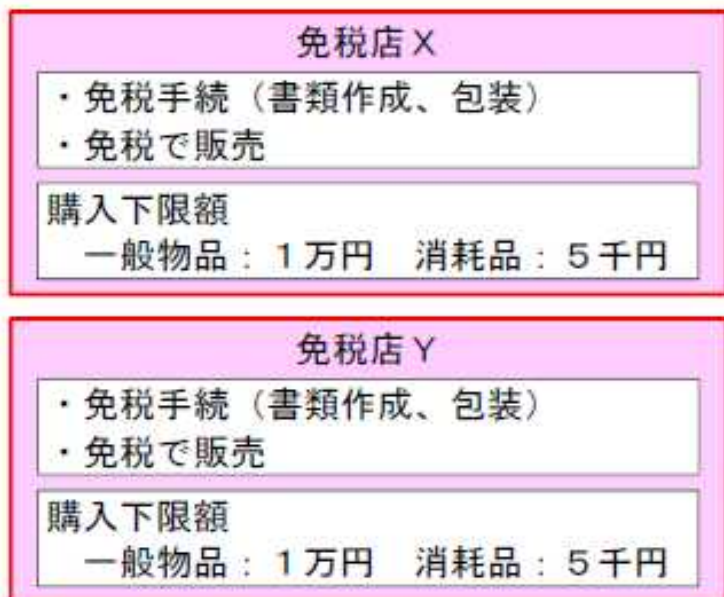 免税店Ｘ
・免税手続（書類作成、包装）
・免税で販売
購入下限額
一般物品：１万円　消耗品：５千円
免税店Ｙ
・免税手続（書類作成、包装）
・免税で販売
購入下限額
一般物品：１万円　消耗品：５千円